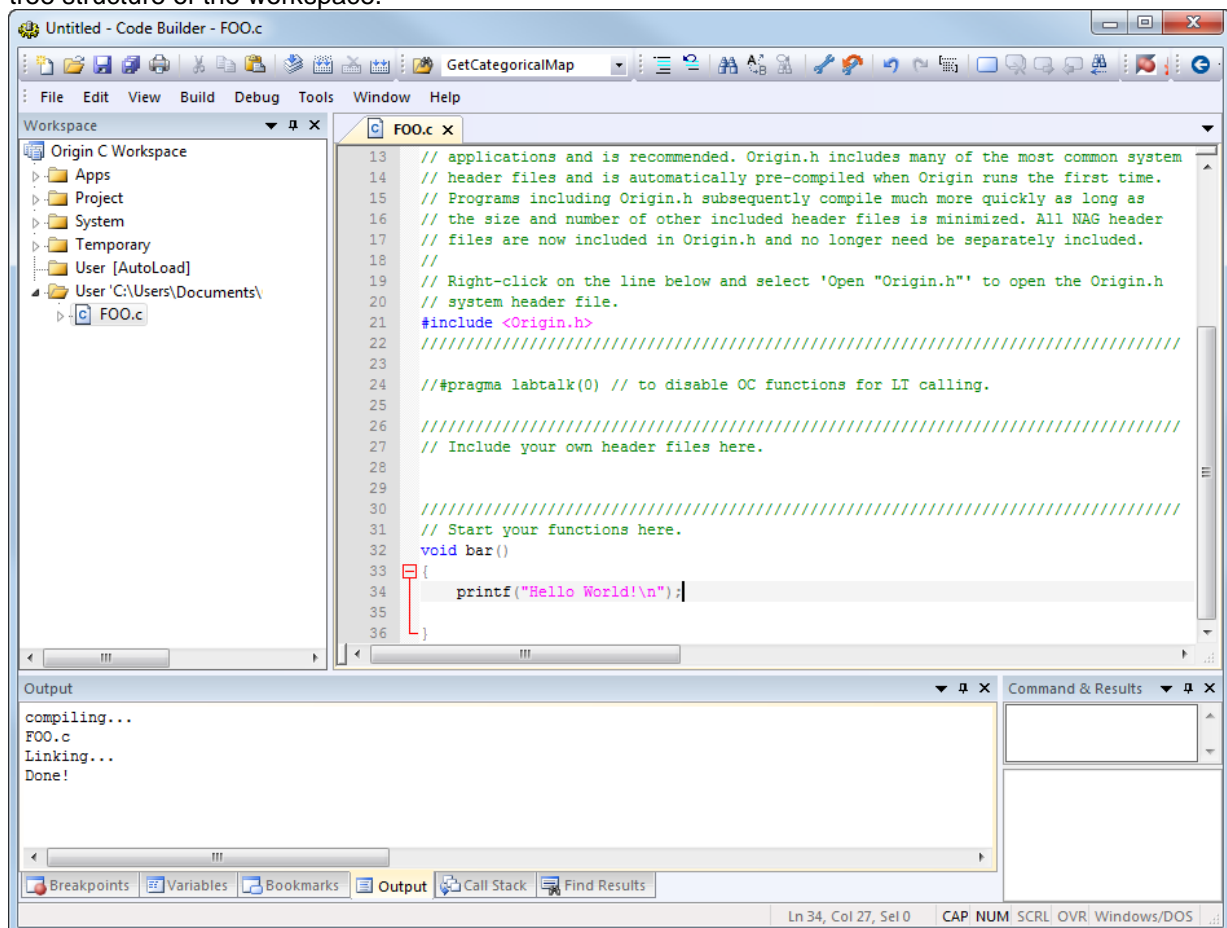 tree structure of the workspace.
Untitled - Code Builder - FOO.c
GetCategoricalMap
File Edit View Build Debug Tools Window Help
Workspace
FOO.c
Origin C Workspace
Apps
Project
System
Temporary
User [AutoLoad]
User 'C:\Users\Documents\
FOO.c
13 // applications and is recommended. Origin.h includes many of the most common system
14 // header files and is automatically pre-compiled when Origin runs the first time.
15 // Programs including Origin.h subsequently compile much more quickly as long as
16 // the size and number of other included header files is minimized. All NAG header
17 // files are now included in Origin.h and no longer need be separately included.
18 //
19 // Right-click on the line below and select 'Open "Origin.h"' to open the Origin.h
20 // system header file.
21 #include <Origin.h>
22 ////////////////////////////////////////////////////////////////////////////////////
23
24 //#pragma labtalk(0) // to disable OC functions for LT calling.
25
26 ////////////////////////////////////////////////////////////////////////////////////
27 // Include your own header files here.
28
29
30 ////////////////////////////////////////////////////////////////////////////////////
31 // Start your functions here.
32 void bar()
33 {
34 printf("Hello World!\n");
35
36 }
Output
compiling...
FOO.c
Linking...
Done!
Command & Results
Breakpoints Variables Bookmarks Output Call Stack Find Results
Ln 34, Col 27, Sel 0 CAP NUM SCRL OVR Windows/DOS